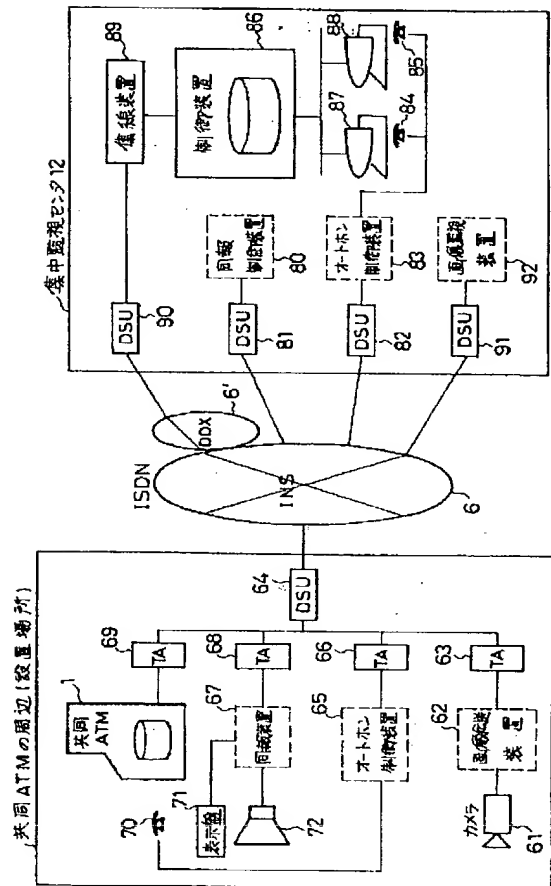 共同ATMの周辺(設置場所)
共同
ATM
1
70
71
表示盤
72
回報装置
67
オートホン
制御装置
65
画像伝送
装置
62
カメラ
61
TA
69
TA
68
TA
66
TA
63
DSU
64
ISDN
INS
6
DDX
6'
集中監視センタ12
DSU
90
DSU
81
DSU
82
DSU
91
回報
制御装置
80
オートホン
制御装置
83
画像監視
装置
92
89
制御装置
86
87
88
84
85